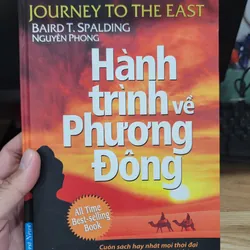 JOURNEY TO THE EAST
BAIRD T. SPALDING
NGUYÊN PHONG
Hành
trình về
Phương
Đông
All Time
Best-selling
Book
Cuốn sách hay nhất mọi thời đại